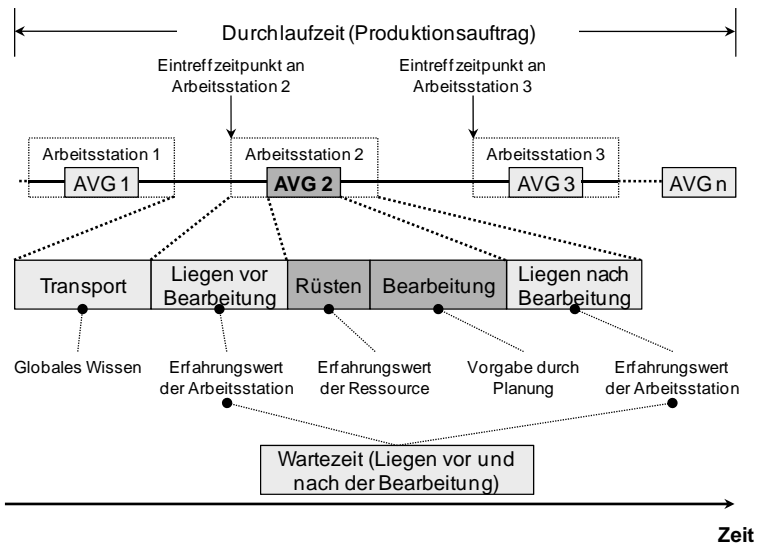 Durchlaufzeit (Produktionsauftrag)
Eintreffzeitpunkt an
Arbeitsstation 2
Eintreffzeitpunkt an
Arbeitsstation 3
Arbeitsstation 1
Arbeitsstation 2
Arbeitsstation 3
AVG 1
AVG 2
AVG 3
AVG n
Transport
Liegen vor
Bearbeitung
Rüsten
Bearbeitung
Liegen nach
Bearbeitung
Globales Wissen
Erfahrungswert
der Arbeitsstation
Erfahrungswert
der Ressource
Vorgabe durch
Planung
Erfahrungswert
der Arbeitsstation
Wartezeit (Liegen vor und
nach der Bearbeitung)
Zeit